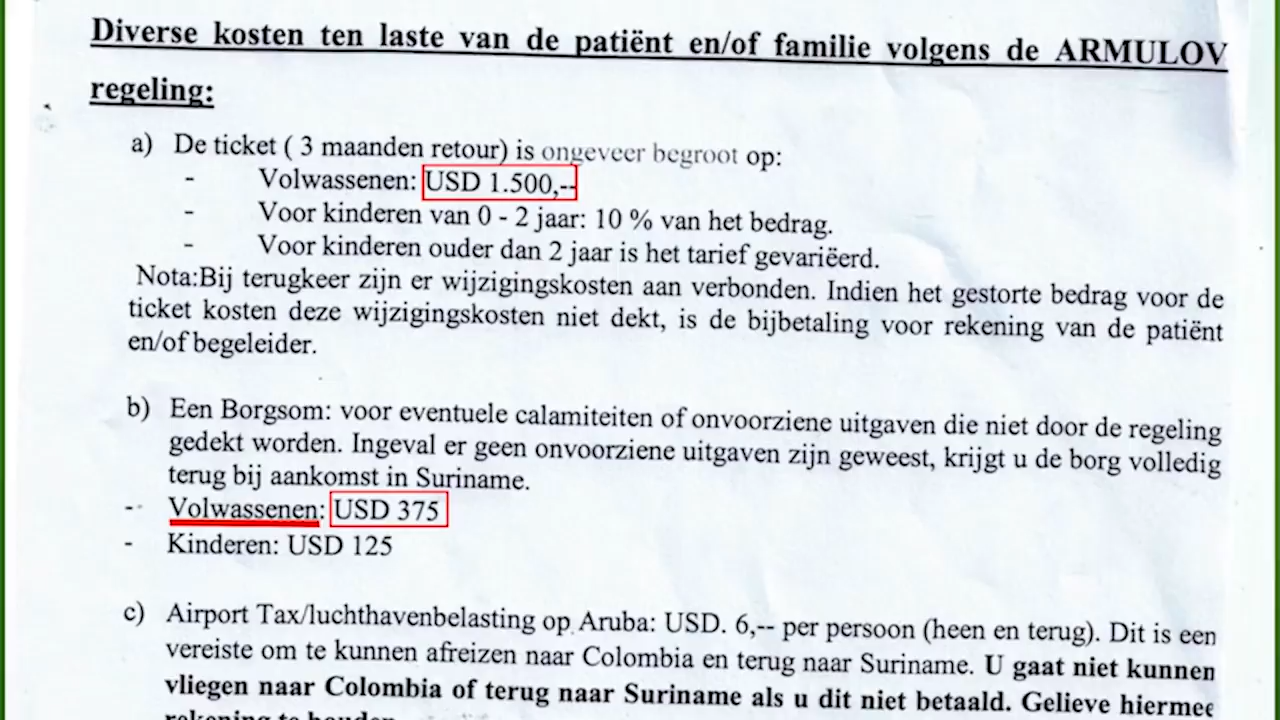 Diverse kosten ten laste van de patiënt en/of familie volgens de ARMULOV
regeling:
a) De ticket ( 3 maanden retour) is ongeveer begroot op:
- Volwassenen: USD 1.500,--
- Voor kinderen van 0 - 2 jaar: 10 % van het bedrag.
- Voor kinderen ouder dan 2 jaar is het tarief gevariëerd.
Nota:Bij terugkeer zijn er wijzigingskosten aan verbonden. Indien het gestorte bedrag voor de
ticket kosten deze wijzigingskosten niet dekt, is de bijbetaling voor rekening van de patiënt
en/of begeleider.
b) Een Borgsom: voor eventuele calamiteiten of onvoorziene uitgaven die niet door de regeling
gedekt worden. Ingeval er geen onvoorziene uitgaven zijn geweest, krijgt u de borg volledig
terug bij aankomst in Suriname.
- Volwassenen: USD 375
- Kinderen: USD 125
c) Airport Tax/luchthavenbelasting op Aruba: USD. 6,-- per persoon (heen en terug). Dit is een
vereiste om te kunnen afreizen naar Colombia en terug naar Suriname. U gaat niet kunnen
vliegen naar Colombia of terug naar Suriname als u dit niet betaald. Gelieve hiermee
rekening te houden.